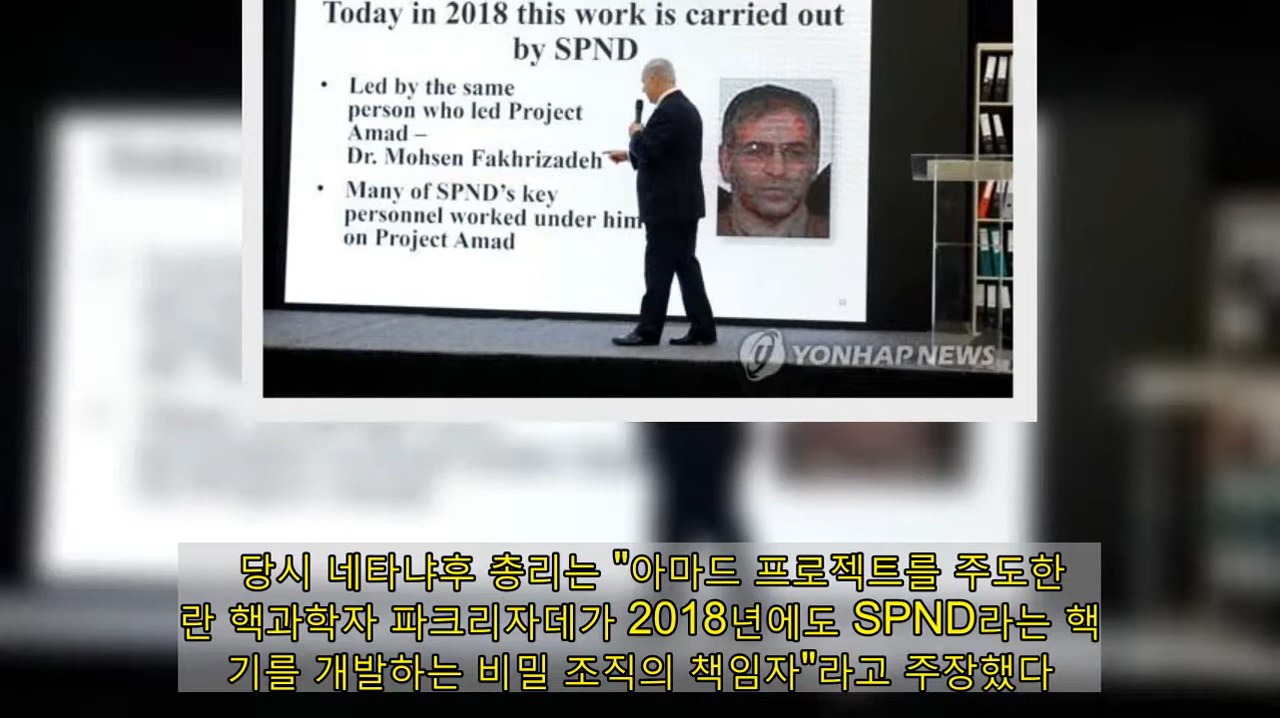 Today in 2018 this work is carried out
by SPND
• Led by the same
person who led Project
Amad –
Dr. Mohsen Fakhrizadeh
• Many of SPND's key
personnel worked under him
on Project Amad
YONHAP NEWS
당시 네타냐후 총리는 "아마드 프로젝트를 주도한
란 핵과학자 파크리자데가 2018년에도 SPND라는 핵
기를 개발하는 비밀 조직의 책임자"라고 주장했다